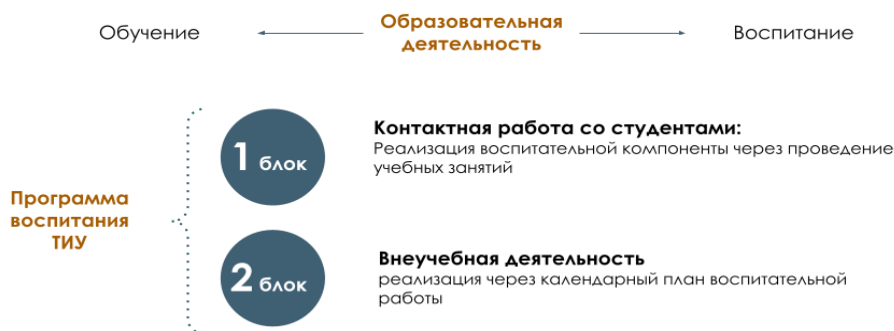 Обучение
Образовательная
деятельность
Воспитание
Программа
воспитания
ТИУ
1 блок
Контактная работа со студентами:
Реализация воспитательной компоненты через проведение
учебных занятий
2 блок
Внеучебная деятельность
реализация через календарный план воспитательной
работы